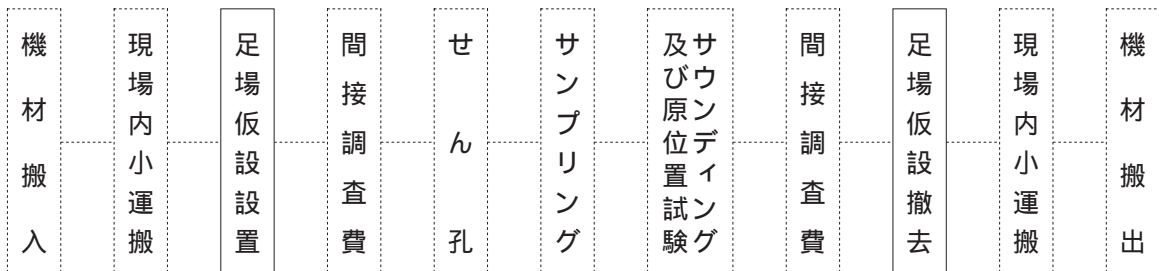 機材搬入
現場内小運搬
足場仮設設置
間接調査費
せん孔
サンプリング
サウンディング
及び原位置試験
間接調査費
足場仮設撤去
現場内小運搬
機材搬出